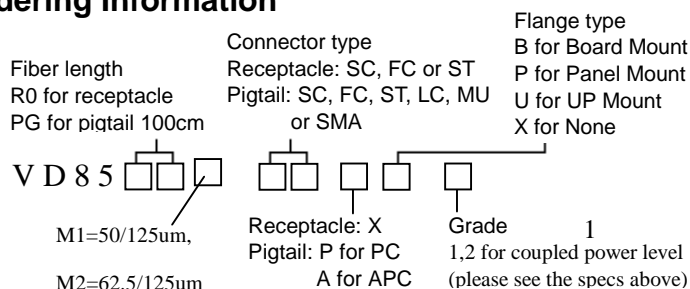 dering Information
Fiber length
R0 for receptacle
PG for pigtail 100cm
Connector type
Receptacle: SC, FC or ST
Pigtail: SC, FC, ST, LC, MU
or SMA
Flange type
B for Board Mount
P for Panel Mount
U for UP Mount
X for None
VD85
M1=50/125um,
M2=62.5/125um
Receptacle: X
Pigtail: P for PC
A for APC
Grade 1
1,2 for coupled power level
(please see the specs above)